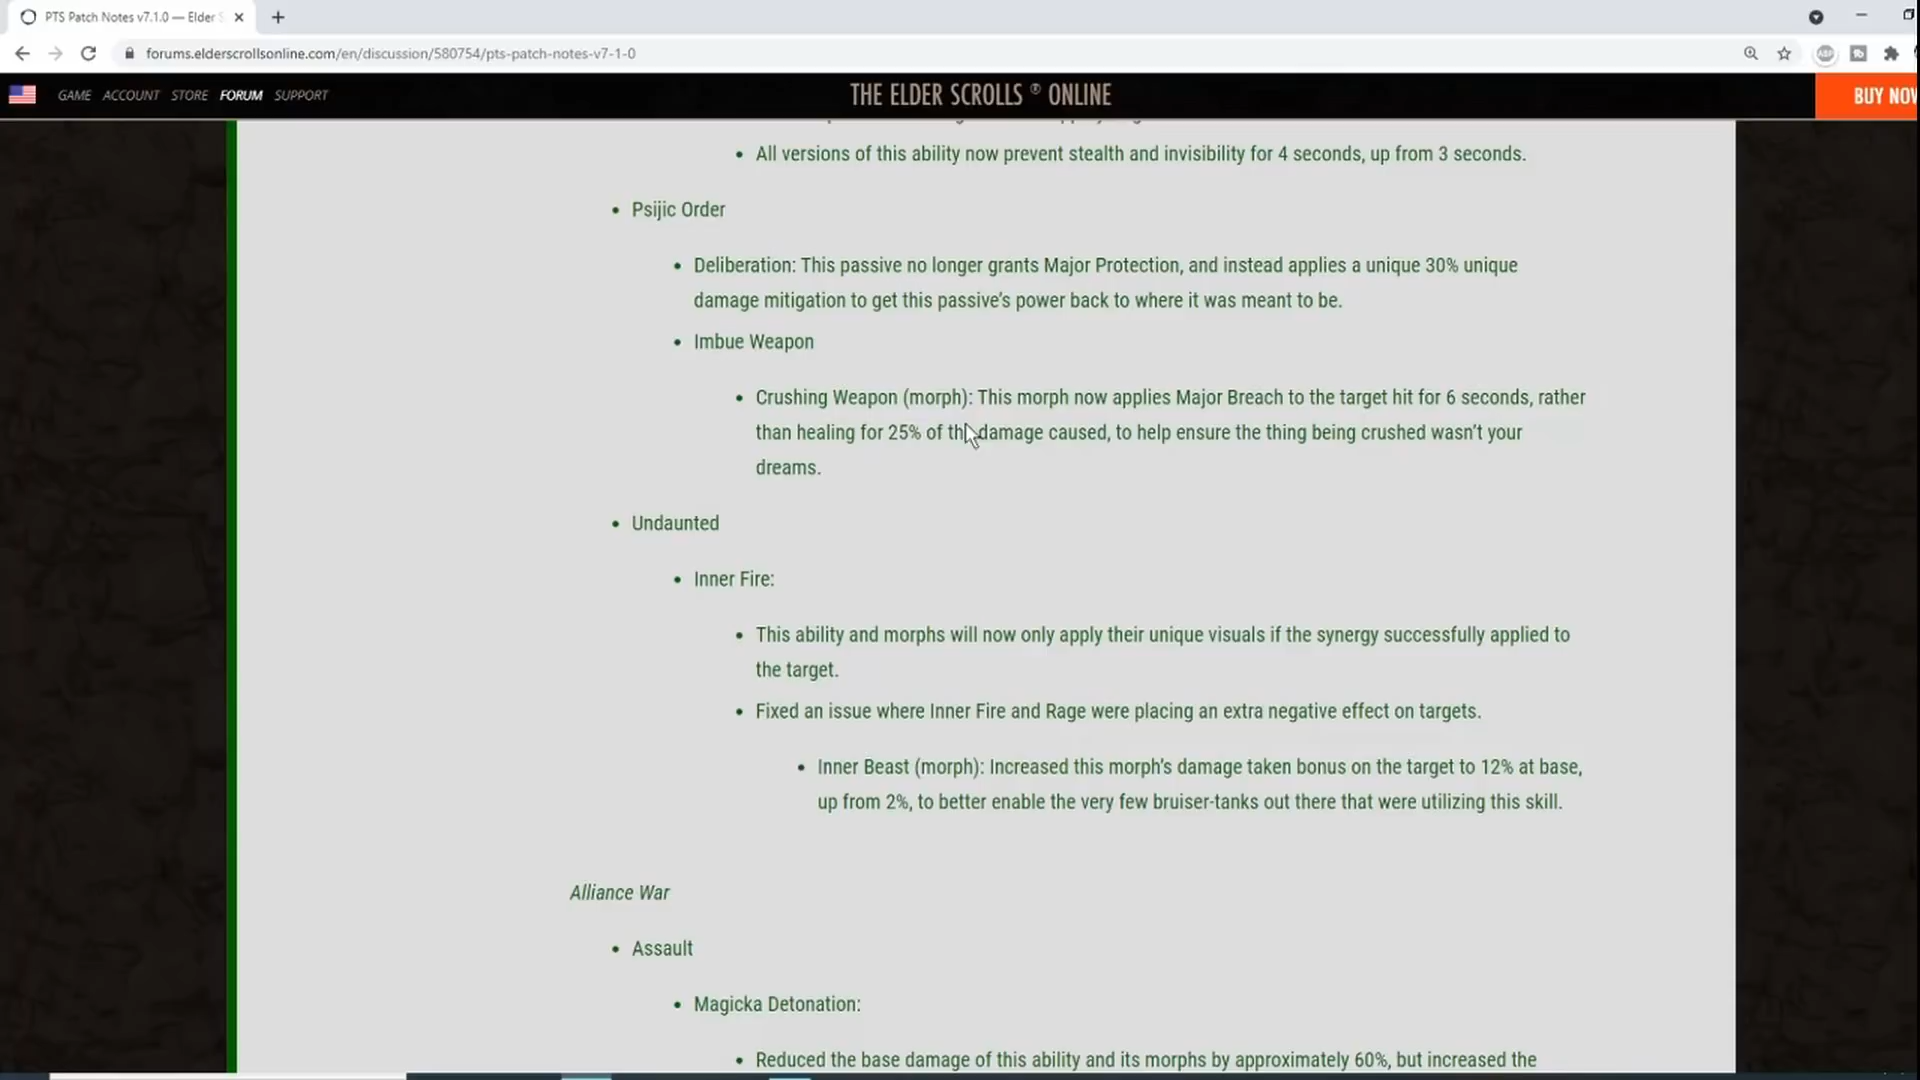 PTS Patch Notes v7.1.0 — Elder S
forums.elderscrollsonline.com/en/discussion/580754/pts-patch-notes-v7-1-0
ABP
GAME ACCOUNT STORE FORUM SUPPORT
THE ELDER SCROLLS ® ONLINE
BUY NOW
• All versions of this ability now prevent stealth and invisibility for 4 seconds, up from 3 seconds.
• Psijic Order
• Deliberation: This passive no longer grants Major Protection, and instead applies a unique 30% unique
damage mitigation to get this passive's power back to where it was meant to be.
• Imbue Weapon
• Crushing Weapon (morph): This morph now applies Major Breach to the target hit for 6 seconds, rather
than healing for 25% of the damage caused, to help ensure the thing being crushed wasn't your
dreams.
• Undaunted
• Inner Fire:
• This ability and morphs will now only apply their unique visuals if the synergy successfully applied to
the target.
• Fixed an issue where Inner Fire and Rage were placing an extra negative effect on targets.
• Inner Beast (morph): Increased this morph's damage taken bonus on the target to 12% at base,
up from 2%, to better enable the very few bruiser-tanks out there that were utilizing this skill.
Alliance War
• Assault
• Magicka Detonation:
• Reduced the base damage of this ability and its morphs by approximately 60%, but increased the